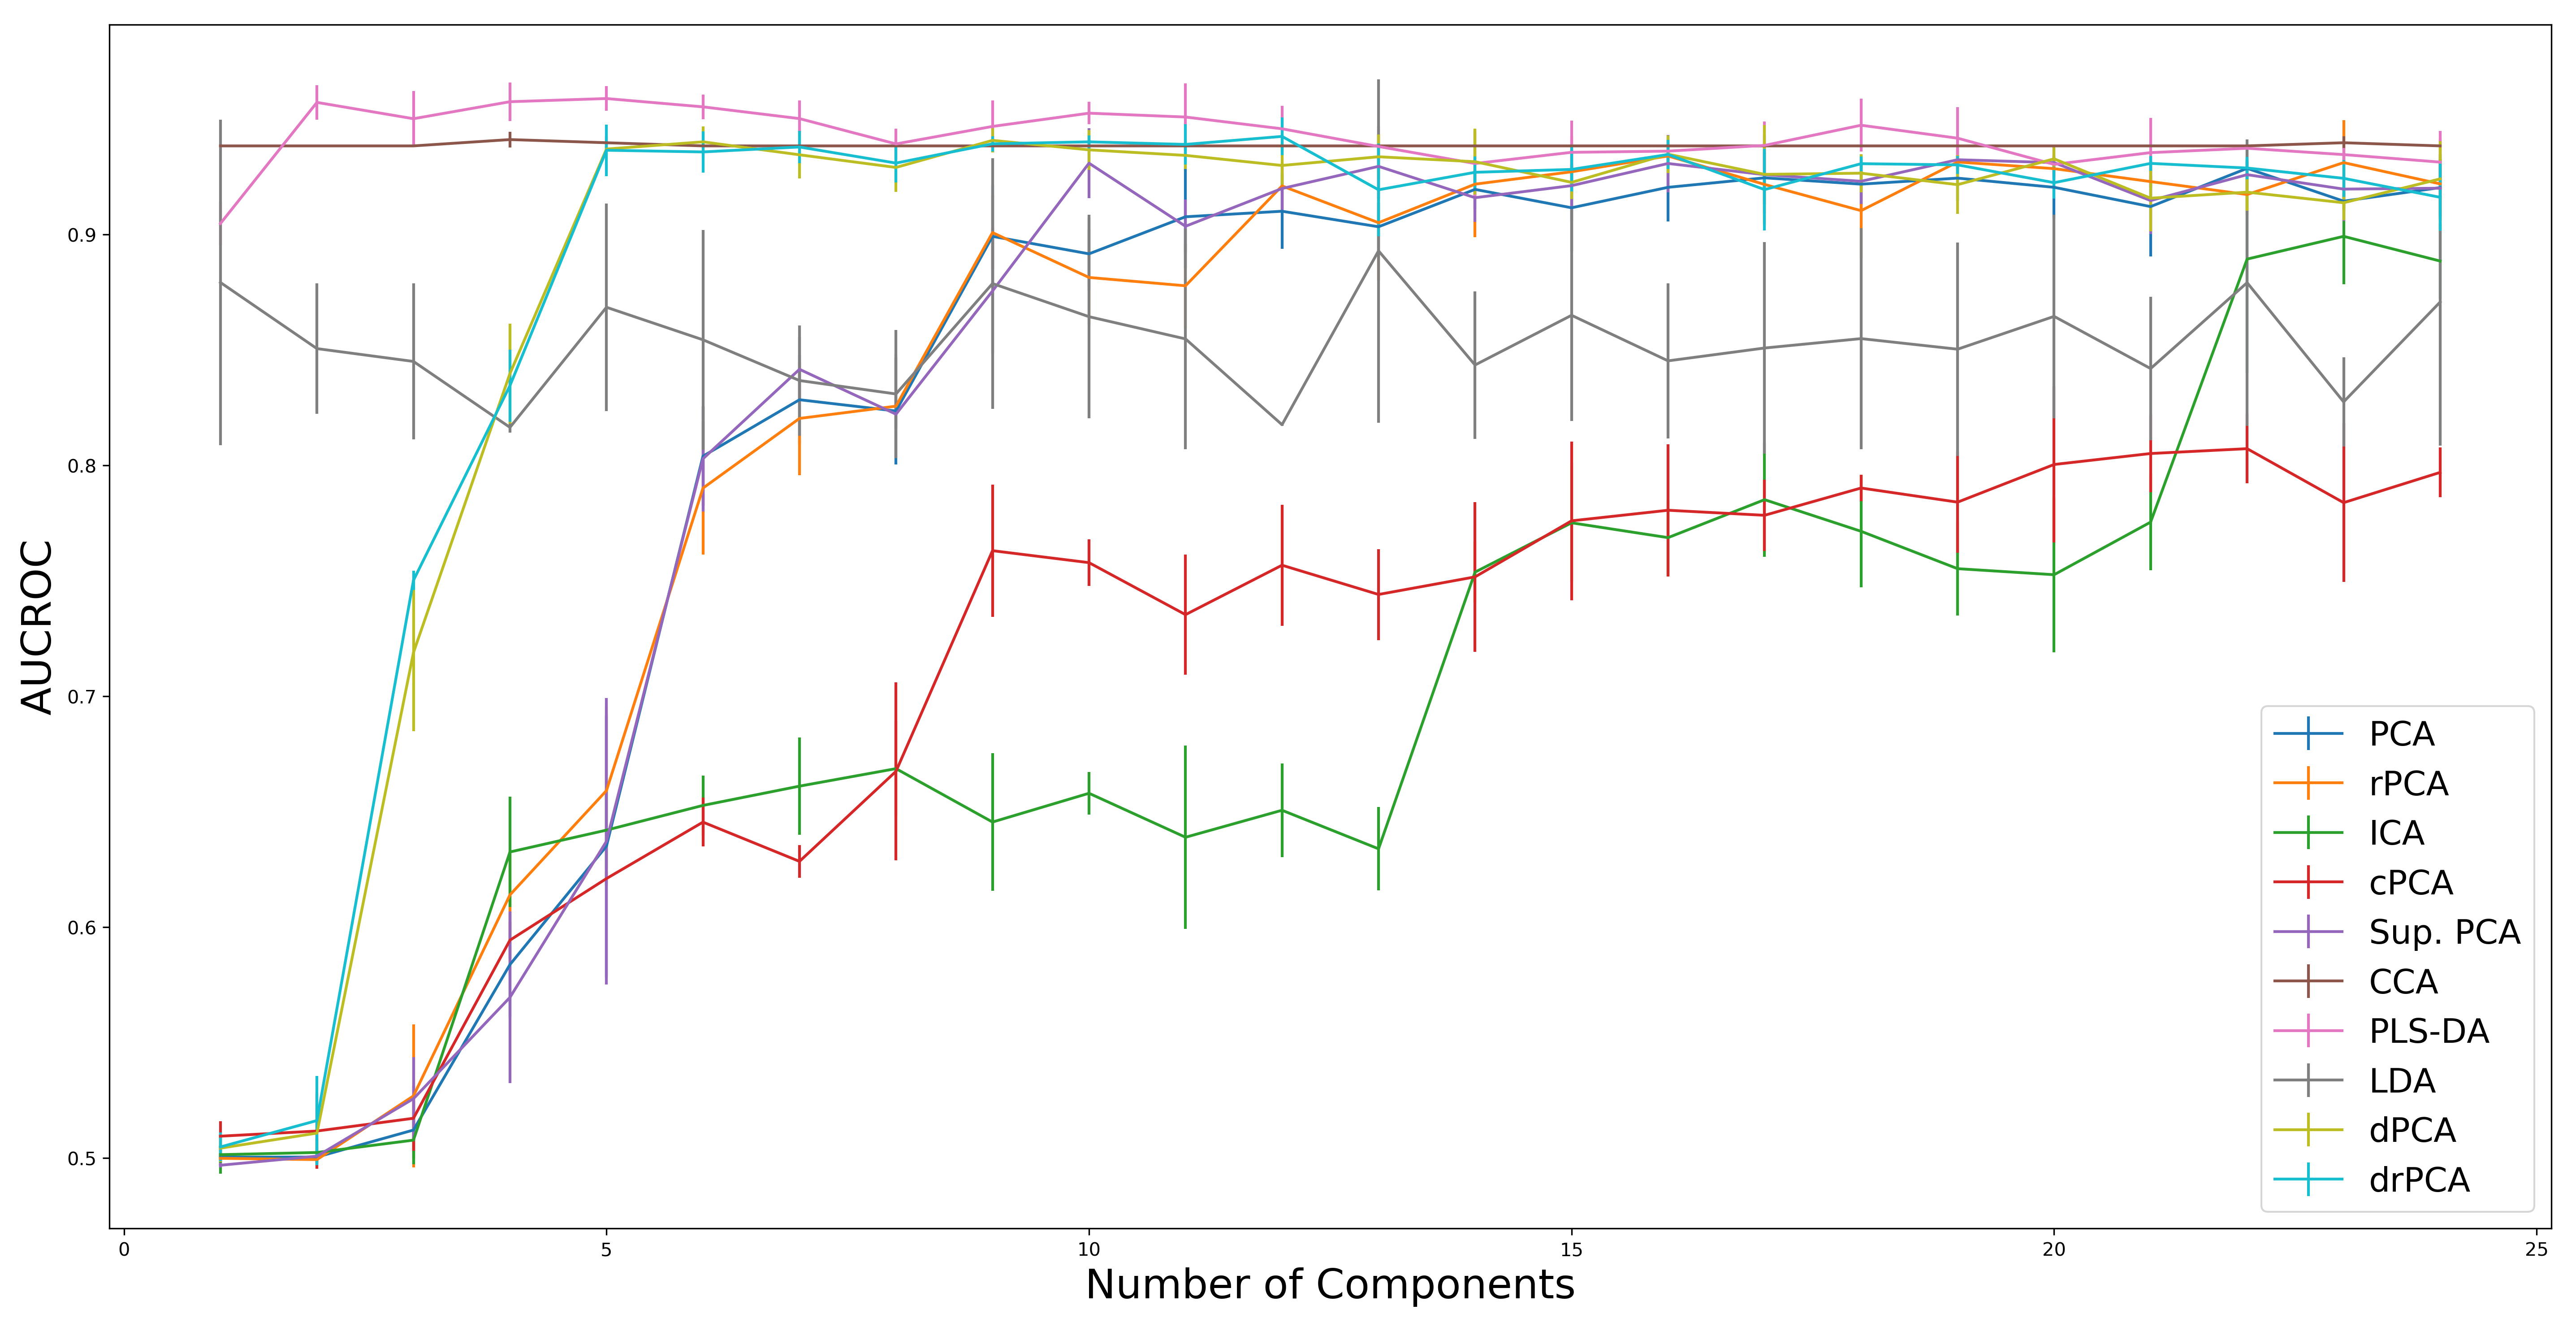 AUCROC
0.9
0.8
0.7
0.6
0.5
0 5 10 15 20 25
Number of Components
PCA
rPCA
ICA
cPCA
Sup. PCA
CCA
PLS-DA
LDA
dPCA
drPCA